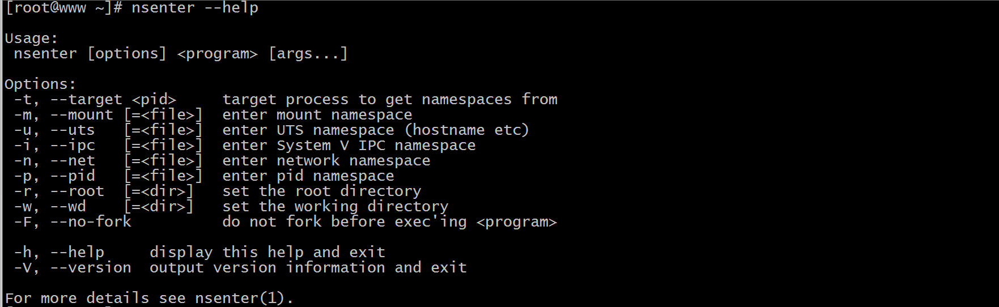 [root@www ~]# nsenter --help
Usage:
 nsenter [options] <program> [args...]
Options:
 -t, --target <pid>     target process to get namespaces from
 -m, --mount [=<file>]  enter mount namespace
 -u, --uts   [=<file>]  enter UTS namespace (hostname etc)
 -i, --ipc   [=<file>]  enter System V IPC namespace
 -n, --net   [=<file>]  enter network namespace
 -p, --pid   [=<file>]  enter pid namespace
 -r, --root  [=<dir>]   set the root directory
 -w, --wd    [=<dir>]   set the working directory
 -F, --no-fork          do not fork before exec'ing <program>
 -h, --help     display this help and exit
 -V, --version  output version information and exit
For more details see nsenter(1).